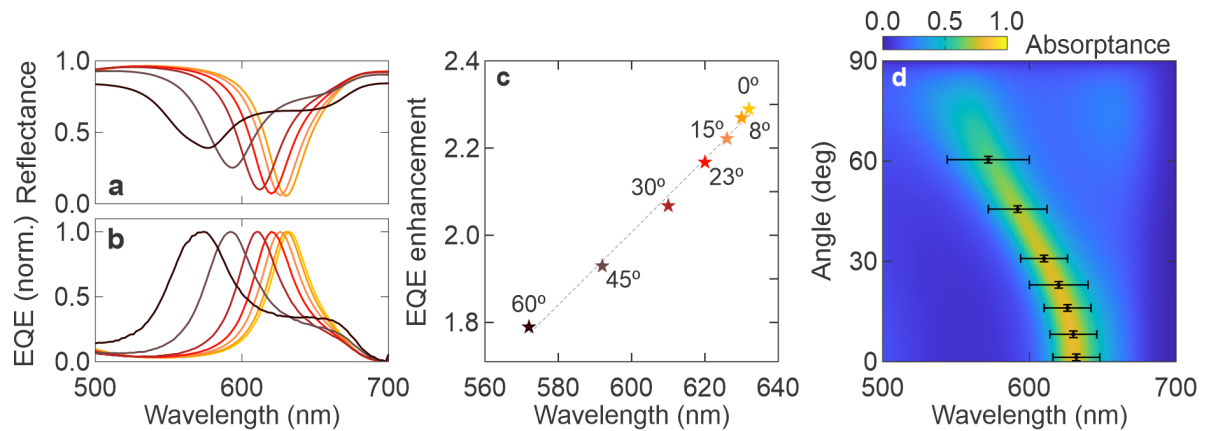 0.0 0.5 1.0
Absorptance
Reflectance
1.0
0.5
0.0
a
EQE (norm.)
1.0
0.5
0.0
b
500 600 700
Wavelength (nm)
EQE enhancement
2.4
2.2
2.0
1.8
c
0º
8º
15º
23º
30º
45º
60º
560 580 600 620 640
Wavelength (nm)
Angle (deg)
90
60
30
0
d
500 600 700
Wavelength (nm)